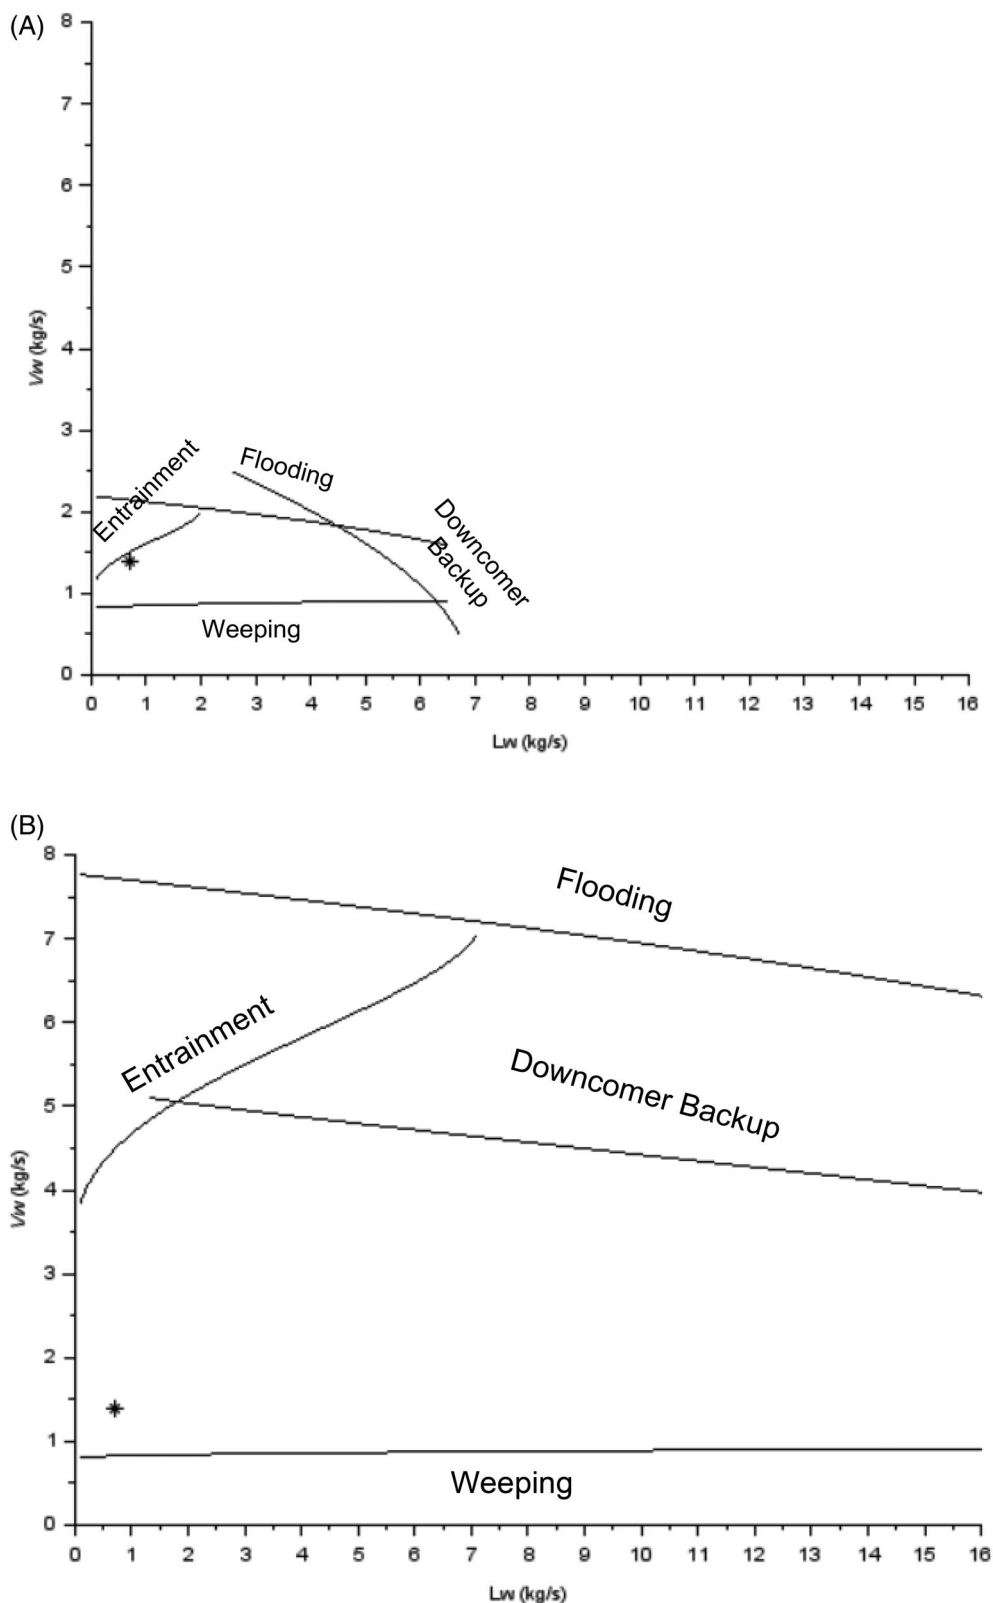 (A)
8
7
6
5
4
3
2
1
0
Vw (kg/s)
Entrainment
Flooding
Downcomer
Backup
Weeping
0 1 2 3 4 5 6 7 8 9 10 11 12 13 14 15 16
Lw (kg/s)
(B)
8
7
6
5
4
3
2
1
0
Vw (kg/s)
Flooding
Entrainment
Downcomer Backup
Weeping
0 1 2 3 4 5 6 7 8 9 10 11 12 13 14 15 16
Lw (kg/s)